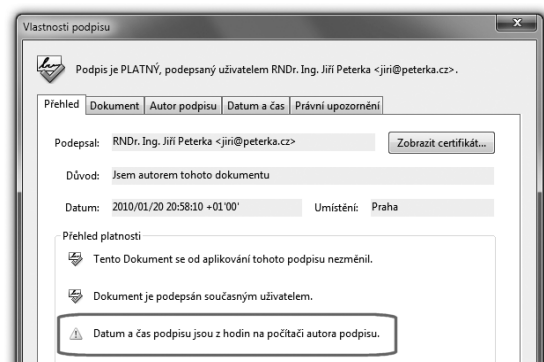 Vlastnosti podpisu
Podpis je PLATNÝ, podepsaný uživatelem RNDr. Ing. Jiří Peterka <jiri@peterka.cz>.
Přehled Dokument Autor podpisu Datum a čas Právní upozornění
Podepsal: RNDr. Ing. Jiří Peterka <jiri@peterka.cz> Zobrazit certifikát...
Důvod: Jsem autorem tohoto dokumentu
Datum: 2010/01/20 20:58:10 +01'00' Umístění: Praha
Přehled platnosti
Tento Dokument se od aplikování tohoto podpisu nezměnil.
Dokument je podepsán současným uživatelem.
Datum a čas podpisu jsou z hodin na počítači autora podpisu.